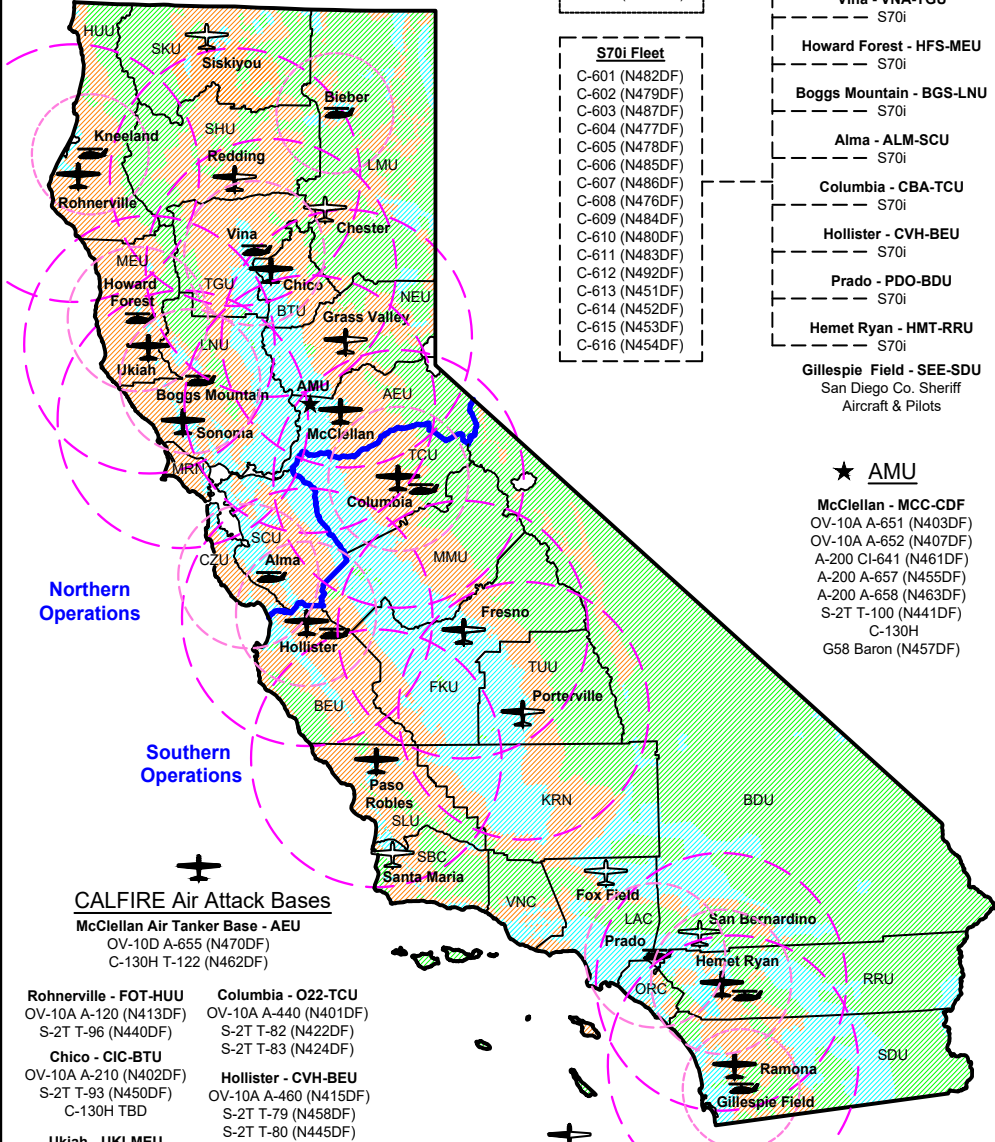 HUU
SKU
Siskiyou
Bieber
Kneeland
SHU
Redding
LMU
Rohnerville
Chester
Vina
MEU
Howard
Forest
TGU
Chico
BTU
NEU
Grass Valley
LNU
Ukiah
Boggs Mountain
AMU
AEU
Sonoma
McClellan
MRN
TCU
Columbia
SCU
CZU
Alma
MMU
Northern
Operations
Fresno
Hollister
TUU
FKU
Porterville
BEU
Southern
Operations
Paso
Robles
KRN
BDU
SLU
SBC
Santa Maria
VNC
Fox Field
LAC
San Bernardino
Prado
Hemet Ryan
ORC
RRU
SDU
Ramona
Gillespie Field
S70i Fleet
C-601 (N482DF)
C-602 (N479DF)
C-603 (N487DF)
C-604 (N477DF)
C-605 (N478DF)
C-606 (N485DF)
C-607 (N486DF)
C-608 (N476DF)
C-609 (N484DF)
C-610 (N480DF)
C-611 (N483DF)
C-612 (N492DF)
C-613 (N451DF)
C-614 (N452DF)
C-615 (N453DF)
C-616 (N454DF)
Vina - VNA-TGU
S70i
Howard Forest - HFS-MEU
S70i
Boggs Mountain - BGS-LNU
S70i
Alma - ALM-SCU
S70i
Columbia - CBA-TCU
S70i
Hollister - CVH-BEU
S70i
Prado - PDO-BDU
S70i
Hemet Ryan - HMT-RRU
S70i
Gillespie Field - SEE-SDU
San Diego Co. Sheriff
Aircraft & Pilots
AMU
McClellan - MCC-CDF
OV-10A A-651 (N403DF)
OV-10A A-652 (N407DF)
A-200 CI-641 (N461DF)
A-200 A-657 (N455DF)
A-200 A-658 (N463DF)
S-2T T-100 (N441DF)
C-130H
G58 Baron (N457DF)
CALFIRE Air Attack Bases
McClellan Air Tanker Base - AEU
OV-10D A-655 (N470DF)
C-130H T-122 (N462DF)
Rohnerville - FOT-HUU
OV-10A A-120 (N413DF)
S-2T T-96 (N440DF)
Chico - CIC-BTU
OV-10A A-210 (N402DF)
S-2T T-93 (N450DF)
C-130H TBD
Ukiah - UKI-MEU
Columbia - O22-TCU
OV-10A A-440 (N401DF)
S-2T T-82 (N422DF)
S-2T T-83 (N424DF)
Hollister - CVH-BEU
OV-10A A-460 (N415DF)
S-2T T-79 (N458DF)
S-2T T-80 (N445DF)